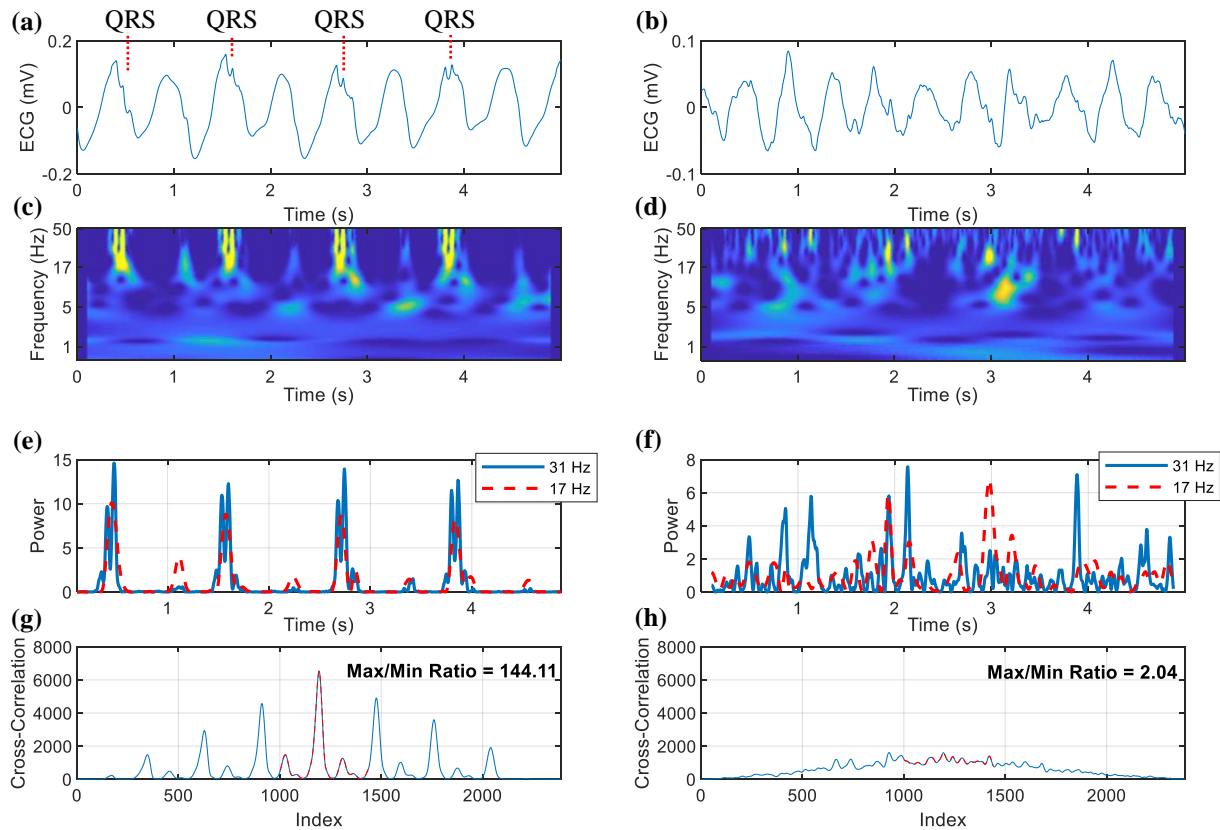 (a) QRS QRS QRS QRS
0.2
0
-0.2
ECG (mV)
0 1 2 3 4
Time (s)
(b)
0.1
0
-0.1
ECG (mV)
0 1 2 3 4
Time (s)
(c)
50
17
5
1
Frequency (Hz)
0 1 2 3 4
Time (s)
(d)
50
17
5
1
Frequency (Hz)
0 1 2 3 4
Time (s)
(e)
15
10
5
0
Power
31 Hz
17 Hz
1 2 3 4
Time (s)
(f)
8
6
4
2
0
Power
31 Hz
17 Hz
1 2 3 4
Time (s)
(g)
8000
6000
4000
2000
0
Cross-Correlation
Max/Min Ratio = 144.11
0 500 1000 1500 2000
Index
(h)
8000
6000
4000
2000
0
Cross-Correlation
Max/Min Ratio = 2.04
0 500 1000 1500 2000
Index